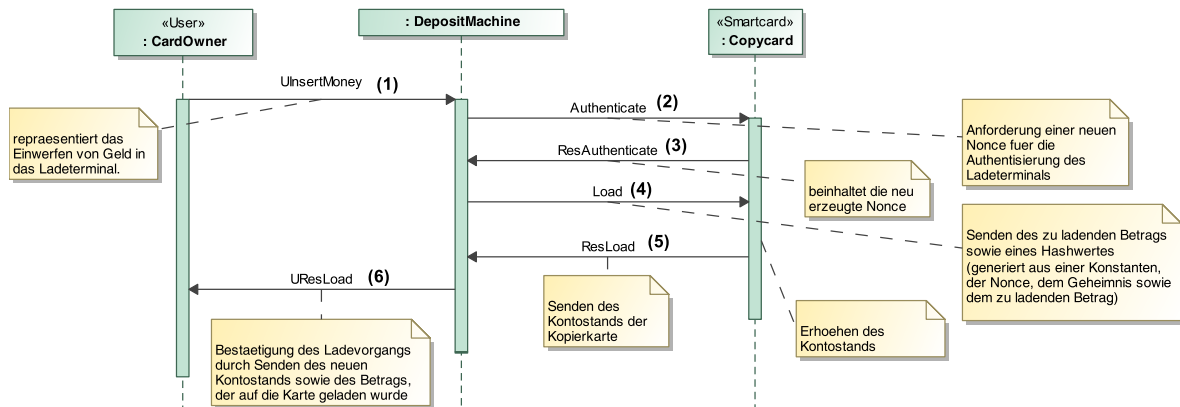 «User»
: CardOwner
: DepositMachine
«Smartcard»
: Copycard
UInsertMoney (1)
Authenticate (2)
repraesentiert das
Einwerfen von Geld in
das Ladeterminal.
Anforderung einer neuen
Nonce fuer die
Authentisierung des
Ladeterminals
ResAuthenticate (3)
beinhaltet die neu
erzeugte Nonce
Load (4)
Senden des zu ladenden Betrags
sowie eines Hashwertes
(generiert aus einer Konstanten,
der Nonce, dem Geheimnis sowie
dem zu ladenden Betrag)
ResLoad (5)
UResLoad (6)
Senden des
Kontostands der
Kopierkarte
Erhoehen des
Kontostands
Bestaetigung des Ladevorgangs
durch Senden des neuen
Kontostands sowie des Betrags,
der auf die Karte geladen wurde